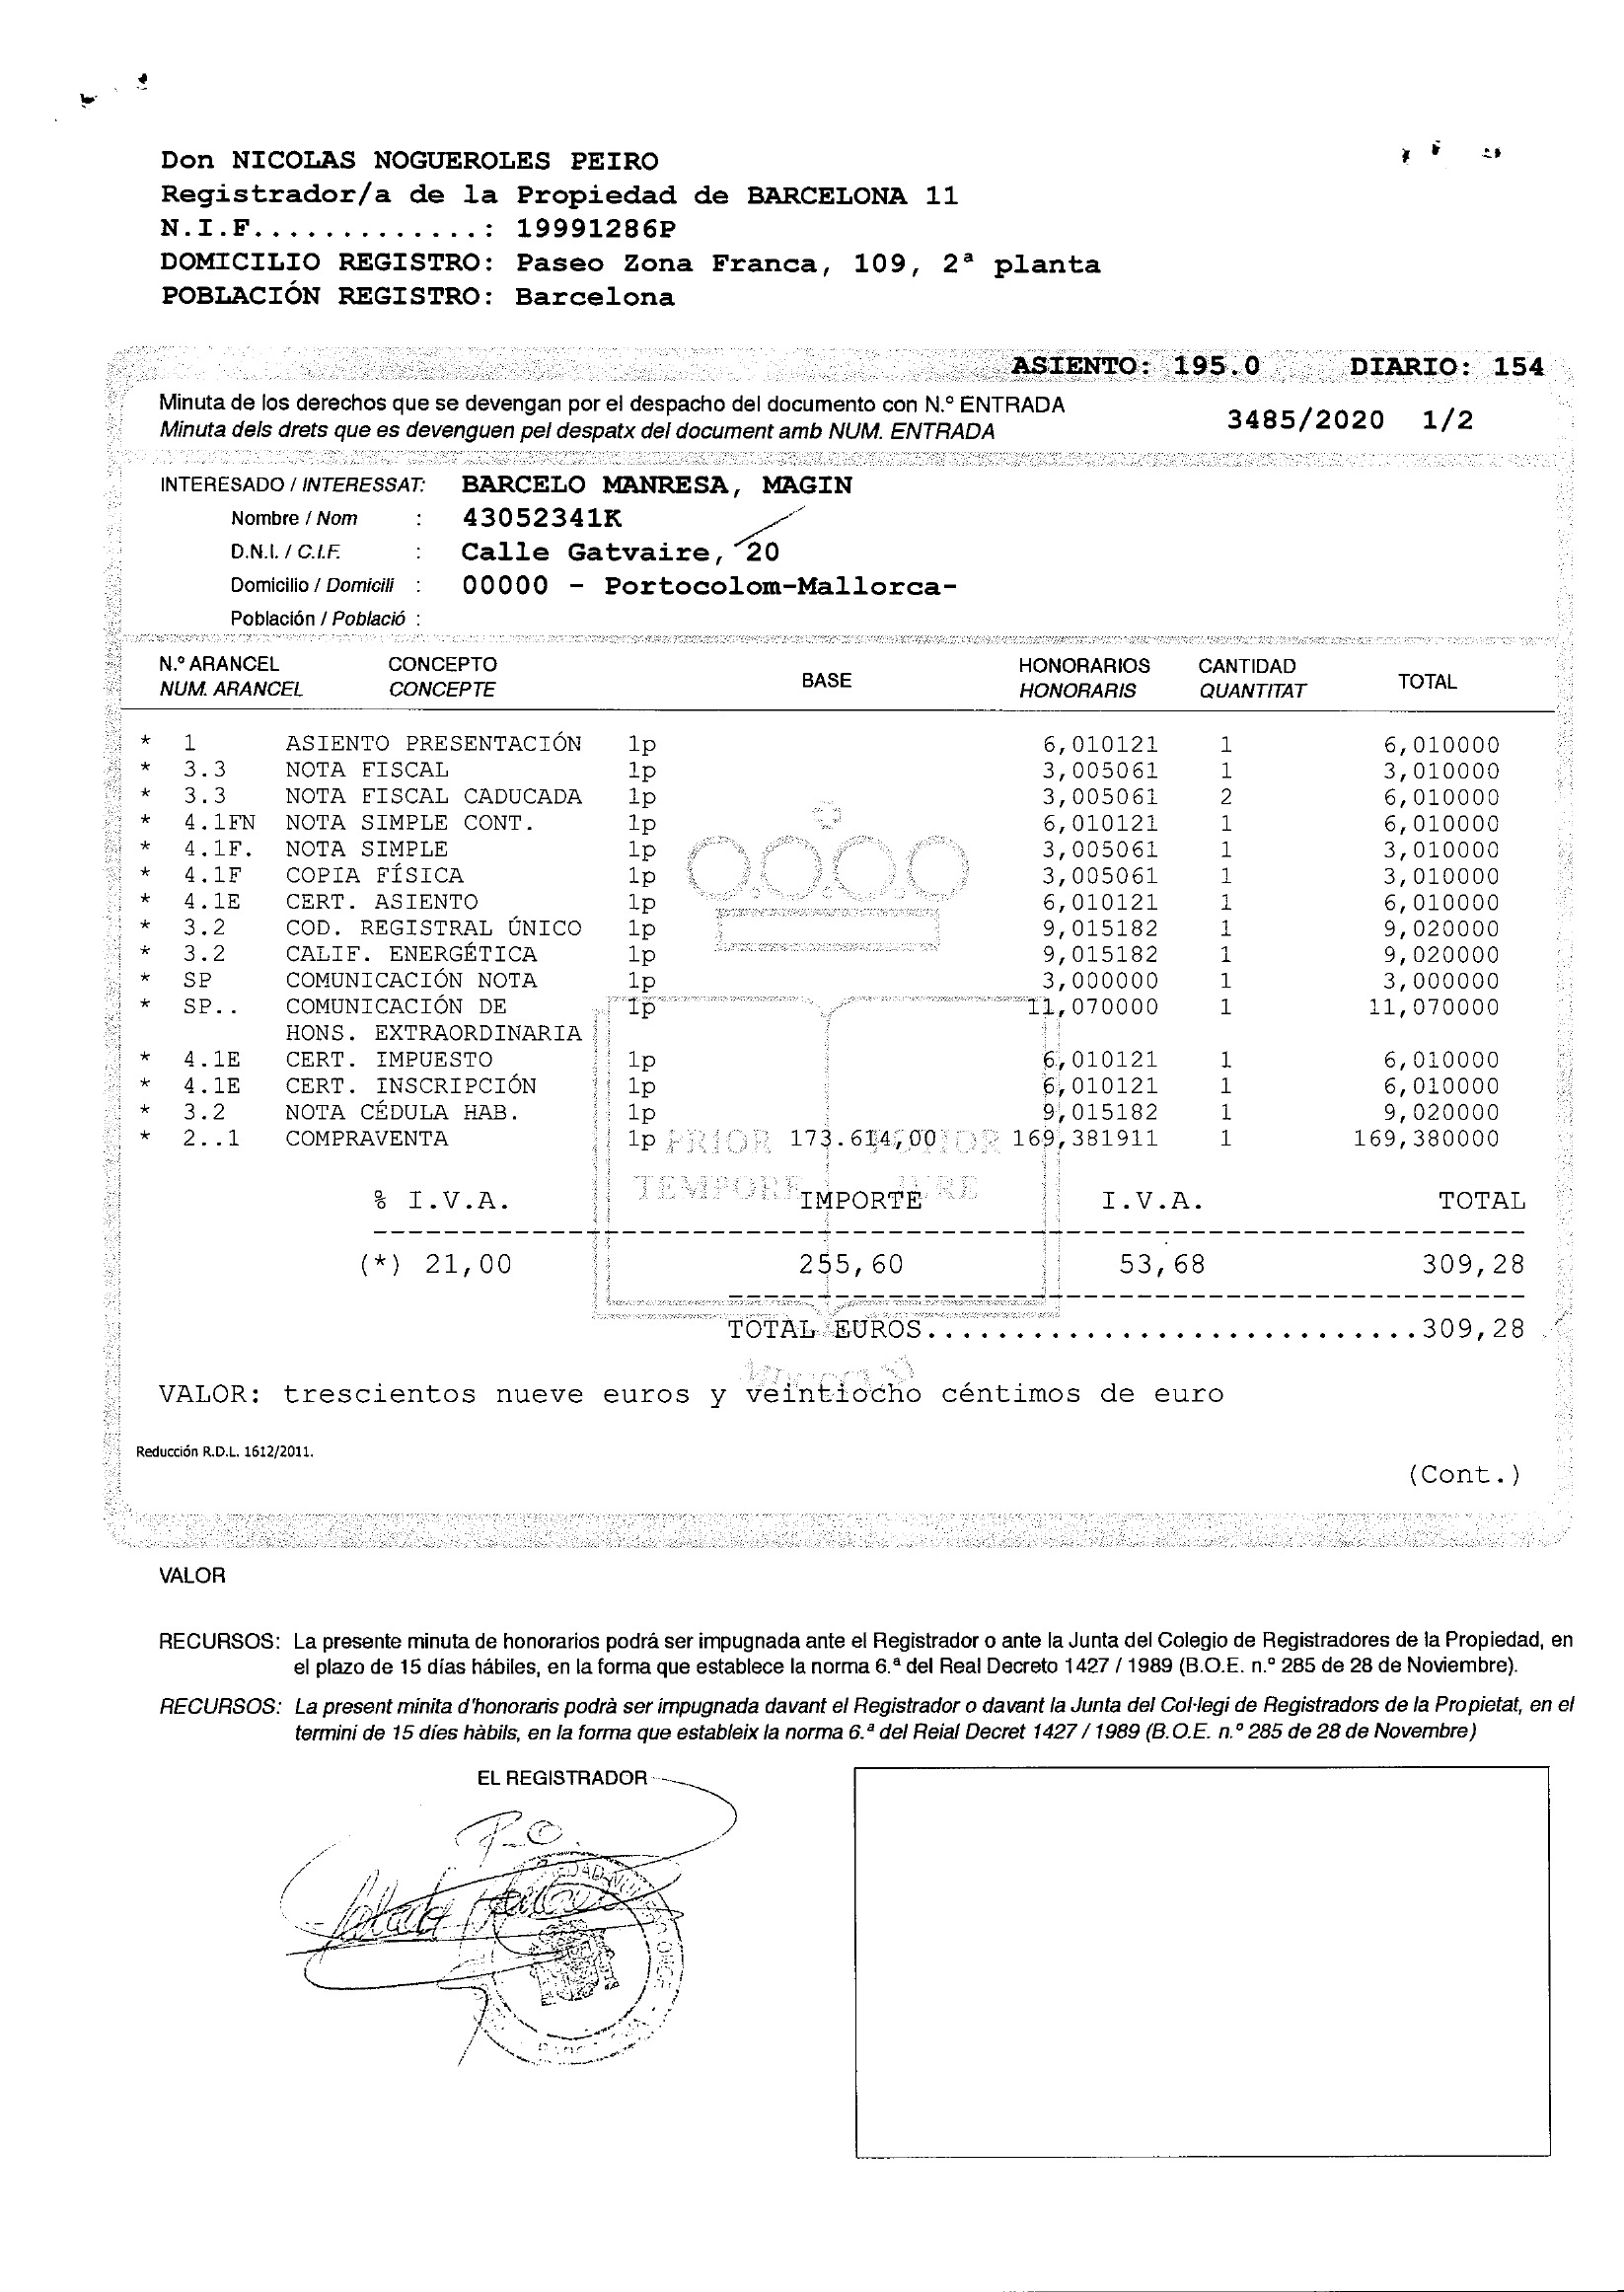 Don NICOLAS NOGUEROLES PEIRO
Registrador/a de la Propiedad de BARCELONA 11
N.I.F.............: 19991286P
DOMICILIO REGISTRO: Paseo Zona Franca, 109, 2ª planta
POBLACIÓN REGISTRO: Barcelona
ASIENTO: 195.0 DIARIO: 154
Minuta de los derechos que se devengan por el despacho del documento con N.º ENTRADA
Minuta dels drets que es devenguen pel despatx del document amb NUM. ENTRADA
3485/2020 1/2
INTERESADO / INTERESSAT: BARCELO MANRESA, MAGIN
Nombre / Nom : 43052341K
D.N.I. / C.I.F. : Calle Gatvaire, 20
Domicilio / Domicili : 00000 - Portocolom-Mallorca-
Población / Població :
N.º ARANCEL CONCEPTO BASE HONORARIOS CANTIDAD TOTAL
NUM. ARANCEL CONCEPTE HONORARIS QUANTITAT
* 1 ASIENTO PRESENTACIÓN 1p 6,010121 1 6,010000
* 3.3 NOTA FISCAL 1p 3,005061 1 3,010000
* 3.3 NOTA FISCAL CADUCADA 1p 3,005061 2 6,010000
* 4.1FN NOTA SIMPLE CONT. 1p 6,010121 1 6,010000
* 4.1F. NOTA SIMPLE 1p 3,005061 1 3,010000
* 4.1F COPIA FÍSICA 1p 3,005061 1 3,010000
* 4.1E CERT. ASIENTO 1p 6,010121 1 6,010000
* 3.2 COD. REGISTRAL ÚNICO 1p 9,015182 1 9,020000
* 3.2 CALIF. ENERGÉTICA 1p 9,015182 1 9,020000
* SP COMUNICACIÓN NOTA 1p 3,000000 1 3,000000
* SP.. COMUNICACIÓN DE 1p 11,070000 1 11,070000
HONS. EXTRAORDINARIA
* 4.1E CERT. IMPUESTO 1p 6,010121 1 6,010000
* 4.1E CERT. INSCRIPCIÓN 1p 6,010121 1 6,010000
* 3.2 NOTA CÉDULA HAB. 1p 9,015182 1 9,020000
* 2..1 COMPRAVENTA 1p 173.614,00 169,381911 1 169,380000
PRIOR
TEMPORE JURE
% I.V.A. IMPORTE I.V.A. TOTAL
(*) 21,00 255,60 53,68 309,28
TOTAL EUROS............................309,28
VALOR: trescientos nueve euros y veintiocho céntimos de euro
Reducción R.D.L. 1612/2011.
(Cont.)
VALOR
RECURSOS: La presente minuta de honorarios podrá ser impugnada ante el Registrador o ante la Junta del Colegio de Registradores de la Propiedad, en
el plazo de 15 días hábiles, en la forma que establece la norma 6.ª del Real Decreto 1427 / 1989 (B.O.E. n.º 285 de 28 de Noviembre).
RECURSOS: La present minita d'honoraris podrà ser impugnada davant el Registrador o davant la Junta del Col·legi de Registradors de la Propietat, en el
termini de 15 díes hàbils, en la forma que estableix la norma 6.ª del Reial Decret 1427 / 1989 (B.O.E. n.º 285 de 28 de Novembre)
EL REGISTRADOR
P.O.